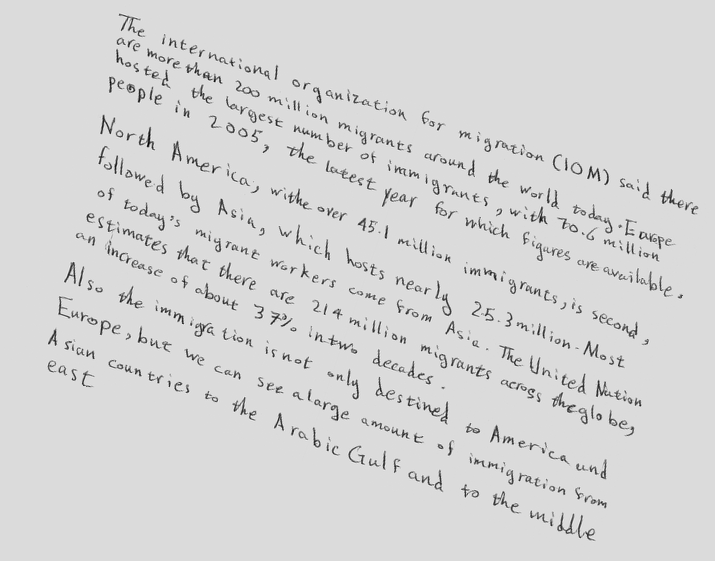 The international organization for migration (IOM) said there
are more than 200 million migrants around the world today. Europe
hosted the largest number of immigrants, with 70.6 million
people in 2005, the latest year for which figures are available.
North America, withe over 45.1 million immigrants, is second,
followed by Asia, which hosts nearly 25.3 million. Most
of today's migrant workers come from Asia. The United Nution
estimates that there are 214 million migrants across the globe,
an increase of about 37% in two decades.
Also the immigration is not only destined to America und
Europe, but we can see a large amount of immigration from
Asian countries to the Arabic Gulf and to the middle
east